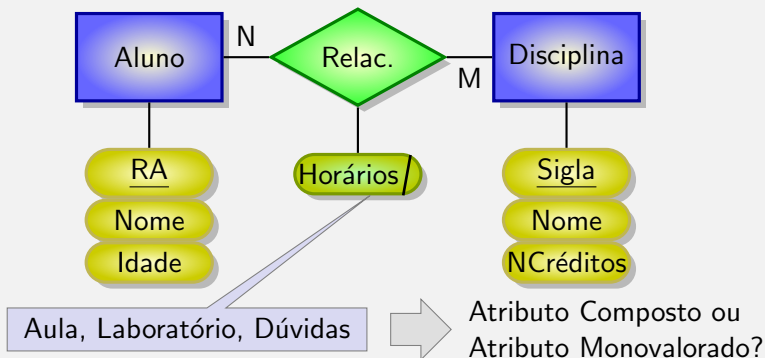 Aluno
N
Relac.
M
Disciplina
RA
Nome
Idade
Horários
Sigla
Nome
NCréditos
Aula, Laboratório, Dúvidas
Atributo Composto ou
Atributo Monovalorado?